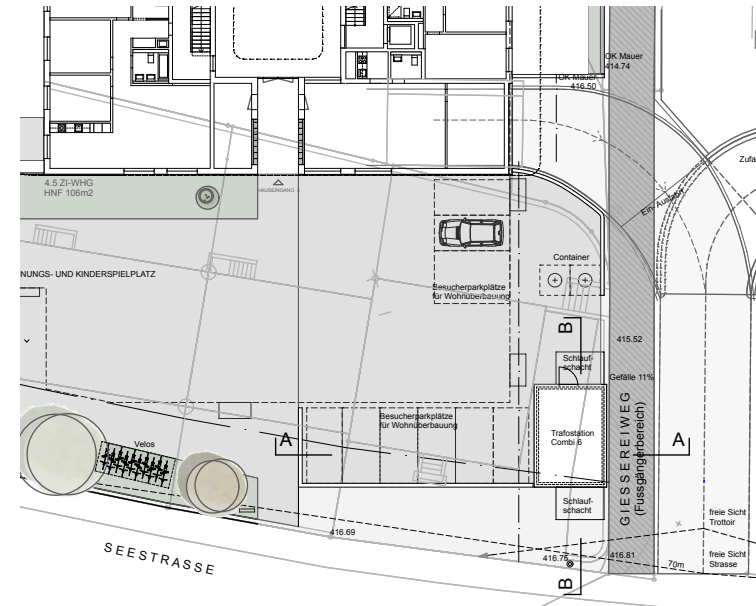 OK Mauer
414.74
OK Mauer
416.50
Zufa
4.5 ZI-WHG
HNF 106m2
HAUSEINGANG
Ein- Ausfahrt
NUNGS- UND KINDERSPIELPLATZ
Container
Besucherparkplätze
für Wohnüberbauung
B
415.52
Schlauf-
schacht
Gefälle 11%
Besucherparkplätze
für Wohnüberbauung
Trafostation
Combi 6
GIESSEREIWEG
(Fussgängerbereich)
A
A
Velos
Schlauf-
schacht
freie Sicht
Trottoir
416.69
416.75
416.81
freie Sicht
Strasse
70m
B
SEESTRASSE